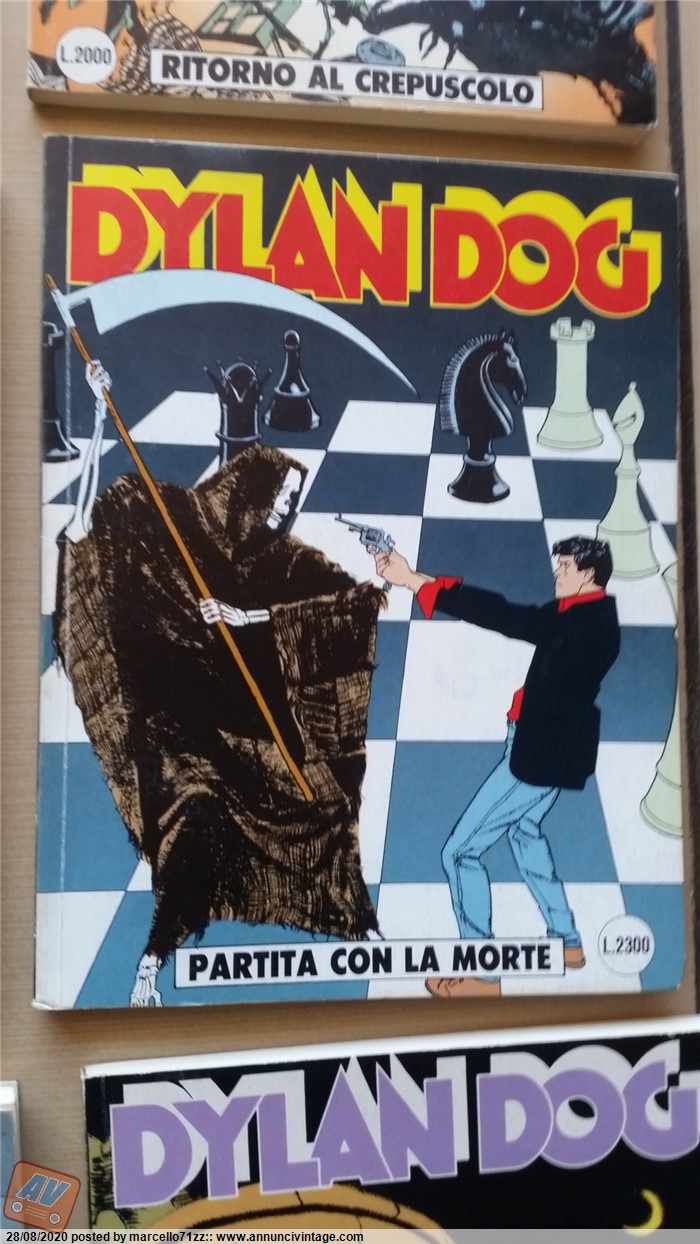 L.2000
RITORNO AL CREPUSCOLO
DYLAN DOG
PARTITA CON LA MORTE
L.2300
DYLAN DOG
AV
28/08/2020 posted by marcello71zz:: www.annuncivintage.com